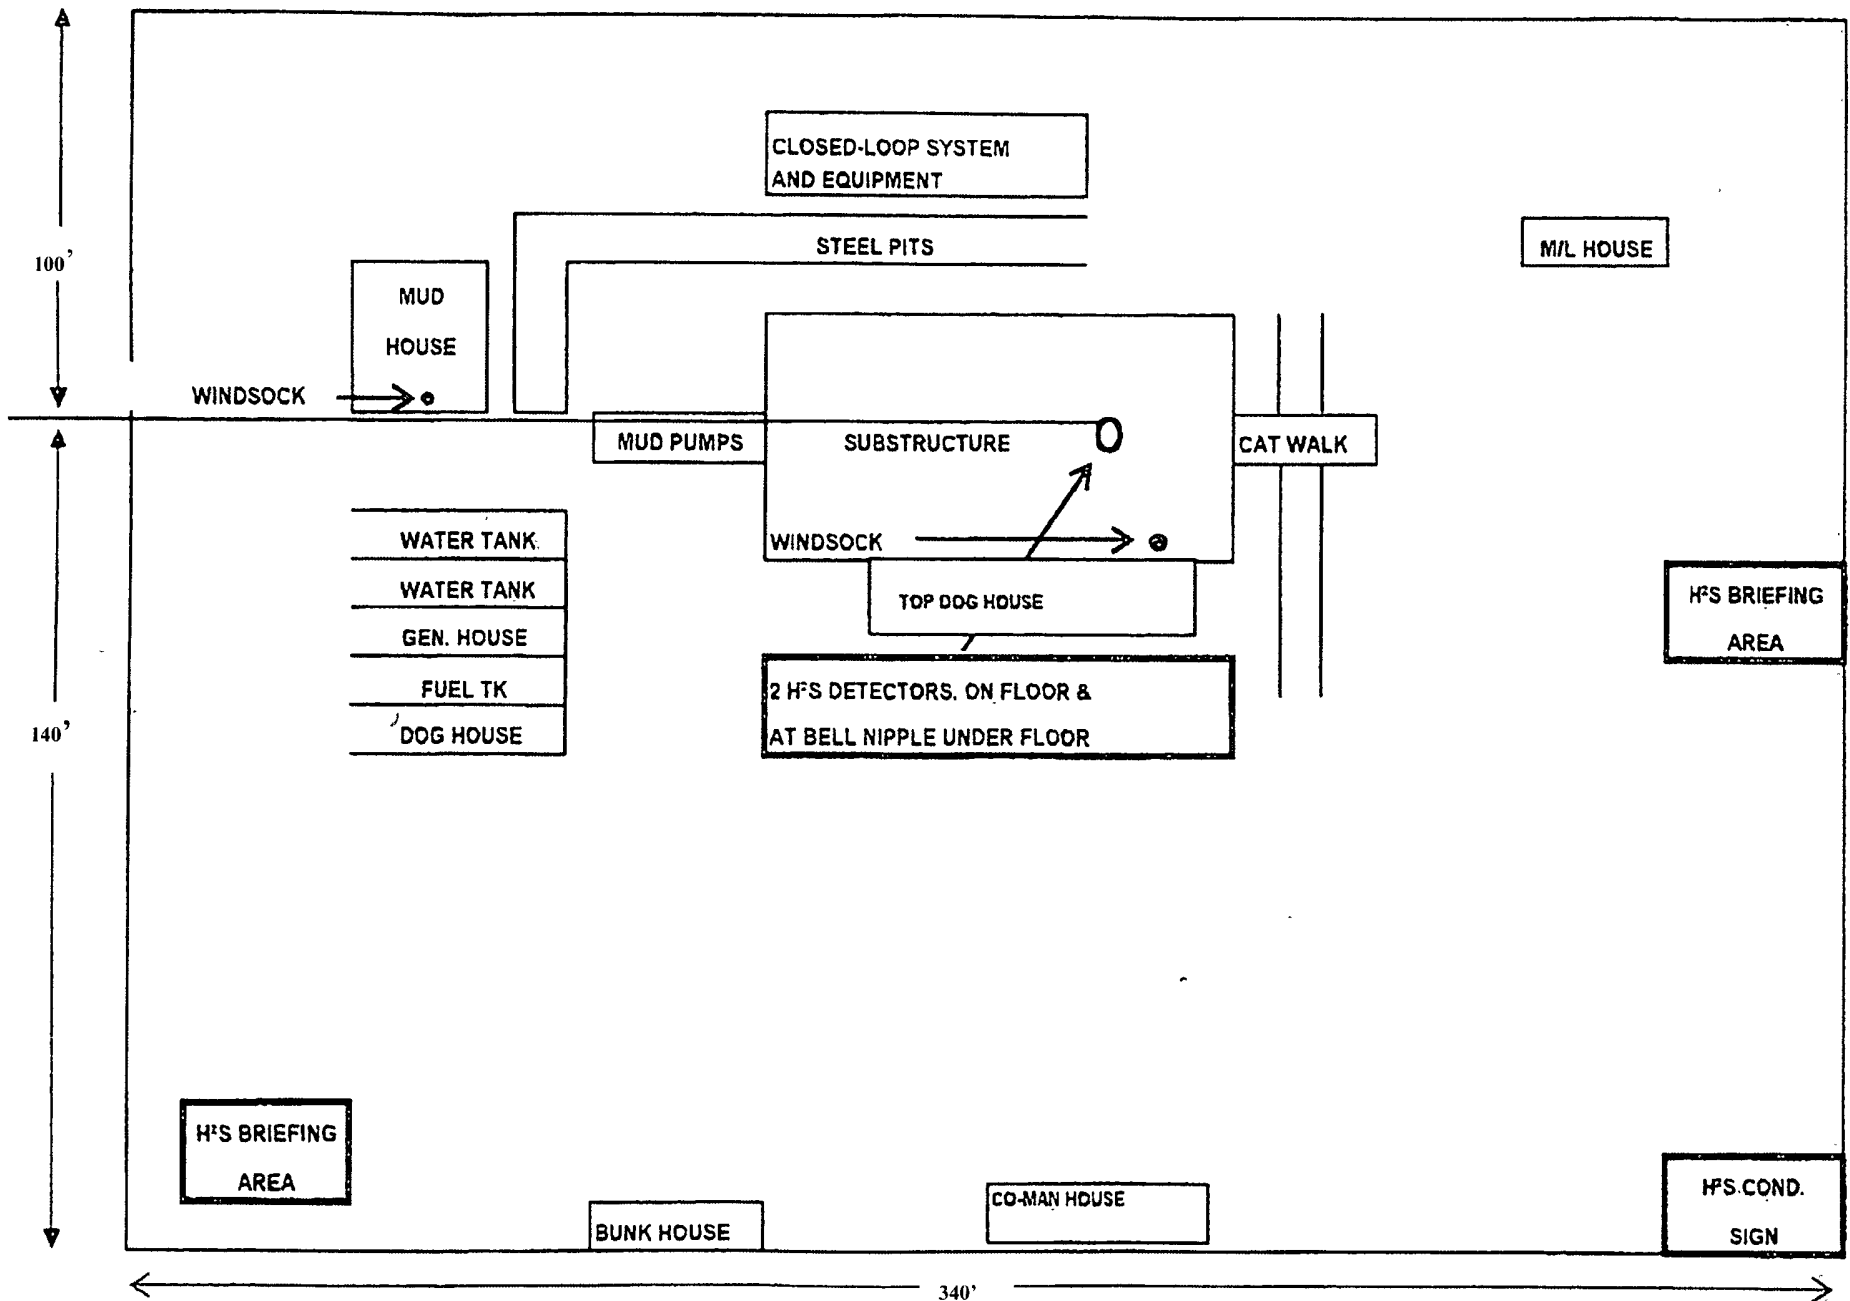 CLOSED-LOOP SYSTEM
AND EQUIPMENT
STEEL PITS
M/L HOUSE
100'
MUD
HOUSE
WINDSOCK
MUD PUMPS
SUBSTRUCTURE
CAT WALK
WATER TANK
WINDSOCK
WATER TANK
TOP DOG HOUSE
H²S BRIEFING
AREA
GEN. HOUSE
FUEL TK
2 H²S DETECTORS. ON FLOOR &
AT BELL NIPPLE UNDER FLOOR
DOG HOUSE
140'
H²S BRIEFING
AREA
BUNK HOUSE
CO-MAN HOUSE
H²S.COND.
SIGN
340'